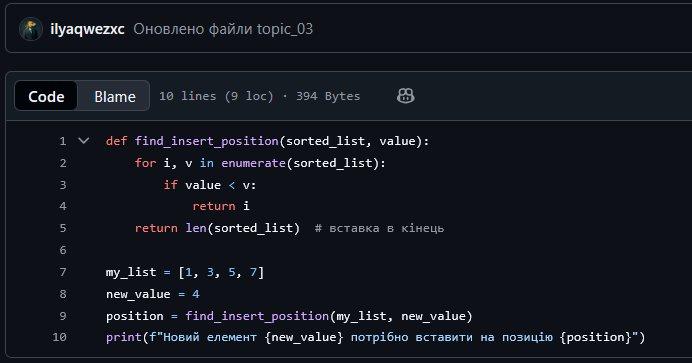 ilyaqwezxc Оновлено файли topic_03
Code Blame 10 lines (9 loc) · 394 Bytes
1 def find_insert_position(sorted_list, value):
2     for i, v in enumerate(sorted_list):
3         if value < v:
4             return i
5     return len(sorted_list)  # вставка в кінець
6
7 my_list = [1, 3, 5, 7]
8 new_value = 4
9 position = find_insert_position(my_list, new_value)
10 print(f"Новий елемент {new_value} потрібно вставити на позицію {position}")